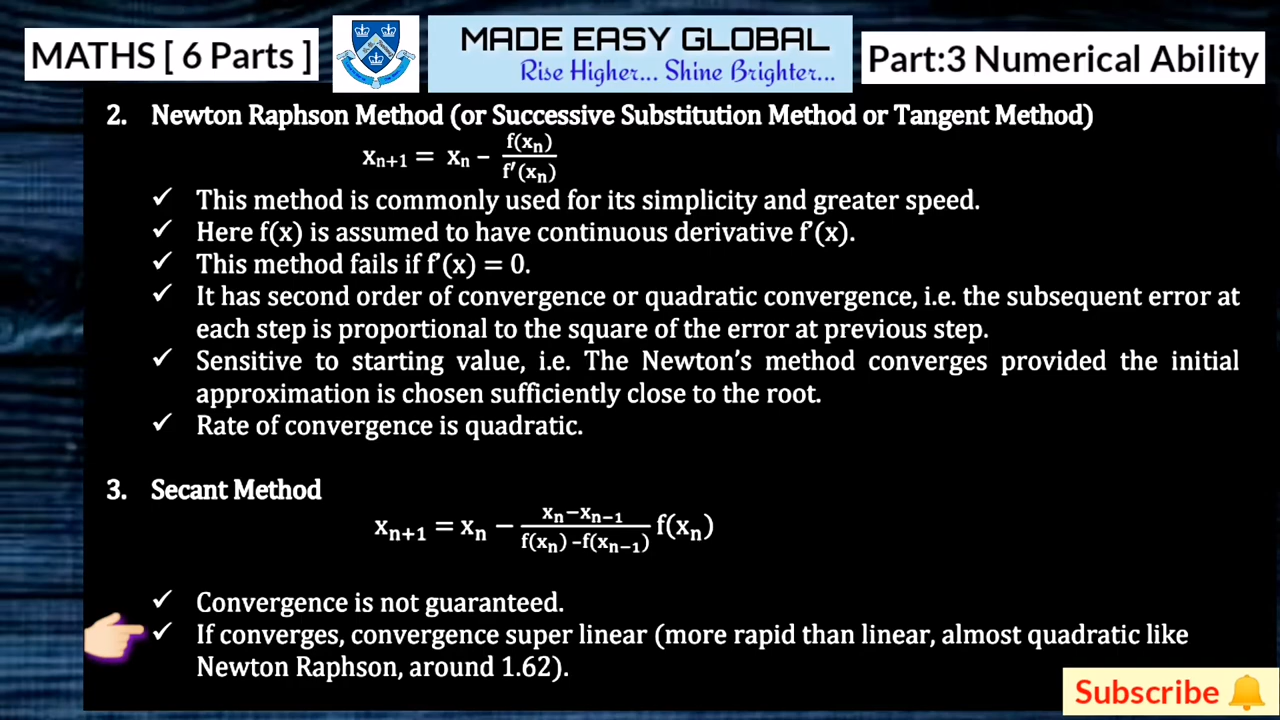 MATHS [ 6 Parts ]
MADE EASY GLOBAL
Rise Higher... Shine Brighter...
Part:3 Numerical Ability
2. Newton Raphson Method (or Successive Substitution Method or Tangent Method)
xₙ₊₁ = xₙ − f(xₙ)/f′(xₙ)
✓ This method is commonly used for its simplicity and greater speed.
✓ Here f(x) is assumed to have continuous derivative f′(x).
✓ This method fails if f′(x) = 0.
✓ It has second order of convergence or quadratic convergence, i.e. the subsequent error at
each step is proportional to the square of the error at previous step.
✓ Sensitive to starting value, i.e. The Newton’s method converges provided the initial
approximation is chosen sufficiently close to the root.
✓ Rate of convergence is quadratic.
3. Secant Method
xₙ₊₁ = xₙ − (xₙ−xₙ₋₁)/(f(xₙ) −f(xₙ₋₁)) f(xₙ)
✓ Convergence is not guaranteed.
✓ If converges, convergence super linear (more rapid than linear, almost quadratic like
Newton Raphson, around 1.62).
Subscribe